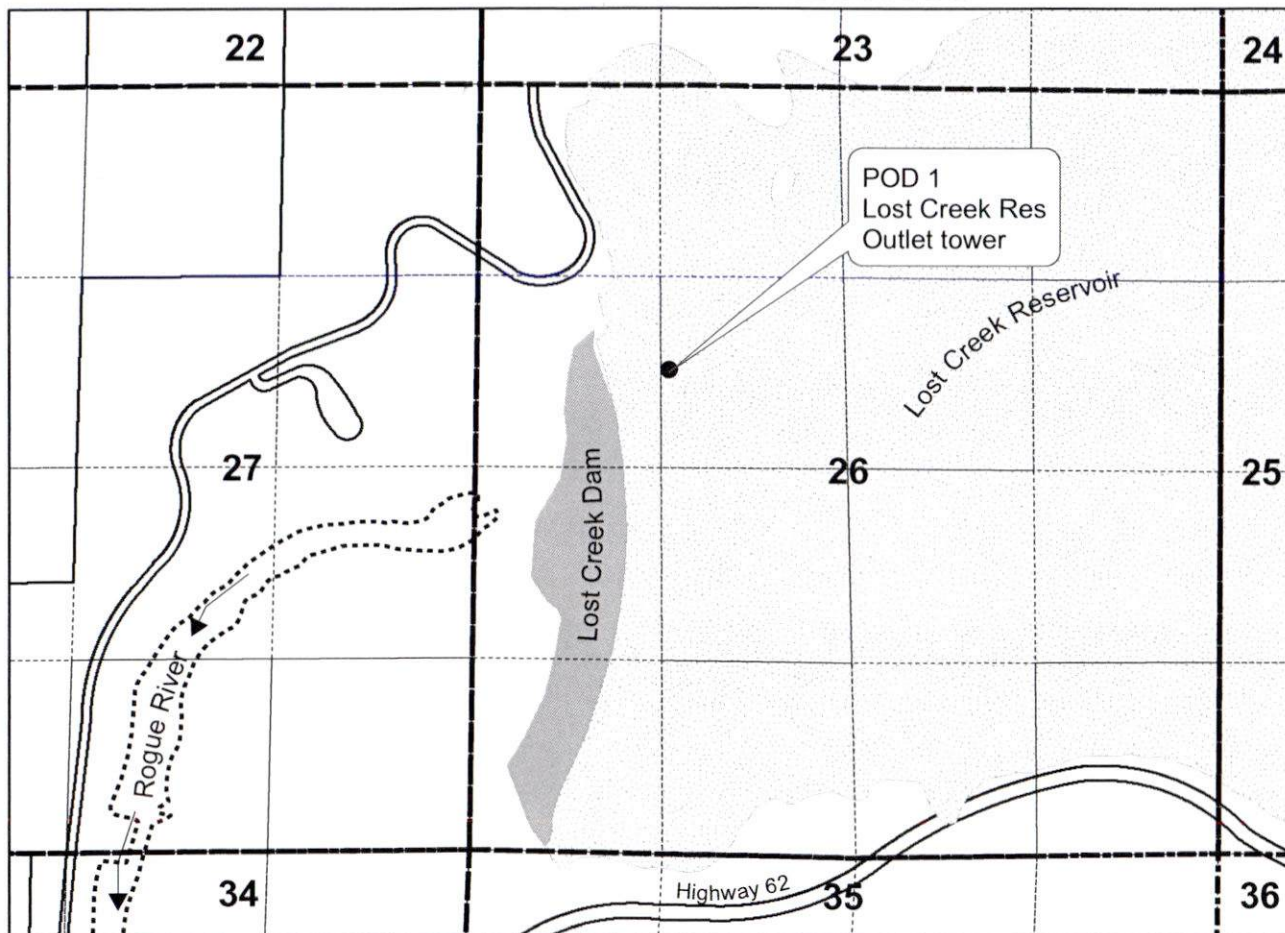 22
23
24
POD 1
Lost Creek Res
Outlet tower
Lost Creek Reservoir
27
26
25
Lost Creek Dam
Rogue River
34
Highway 62
35
36